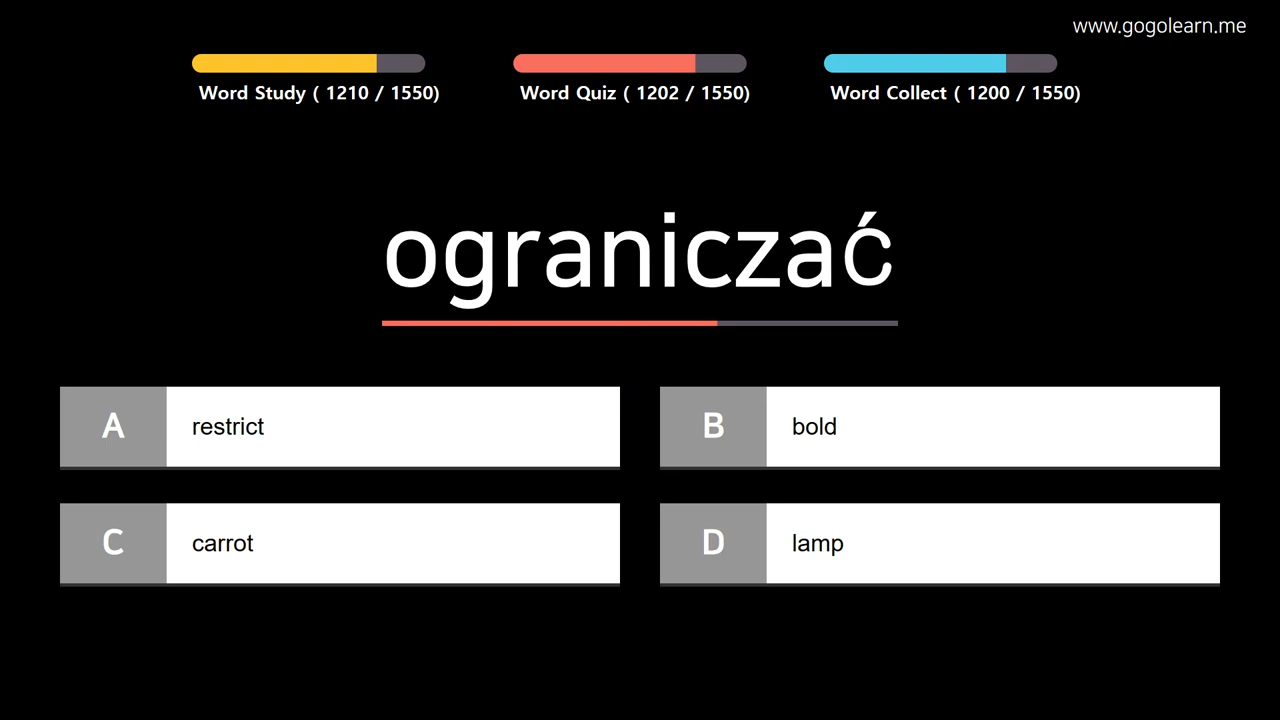 www.gogolearn.me
Word Study ( 1210 / 1550)
Word Quiz ( 1202 / 1550)
Word Collect ( 1200 / 1550)
ograniczać
A restrict
B bold
C carrot
D lamp